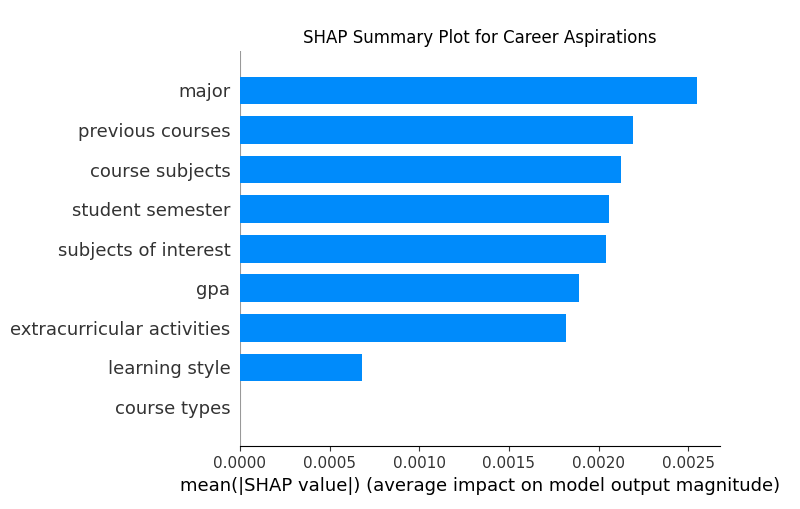 SHAP Summary Plot for Career Aspirations
major
previous courses
course subjects
student semester
subjects of interest
gpa
extracurricular activities
learning style
course types
0.0000 0.0005 0.0010 0.0015 0.0020 0.0025
mean(|SHAP value|) (average impact on model output magnitude)